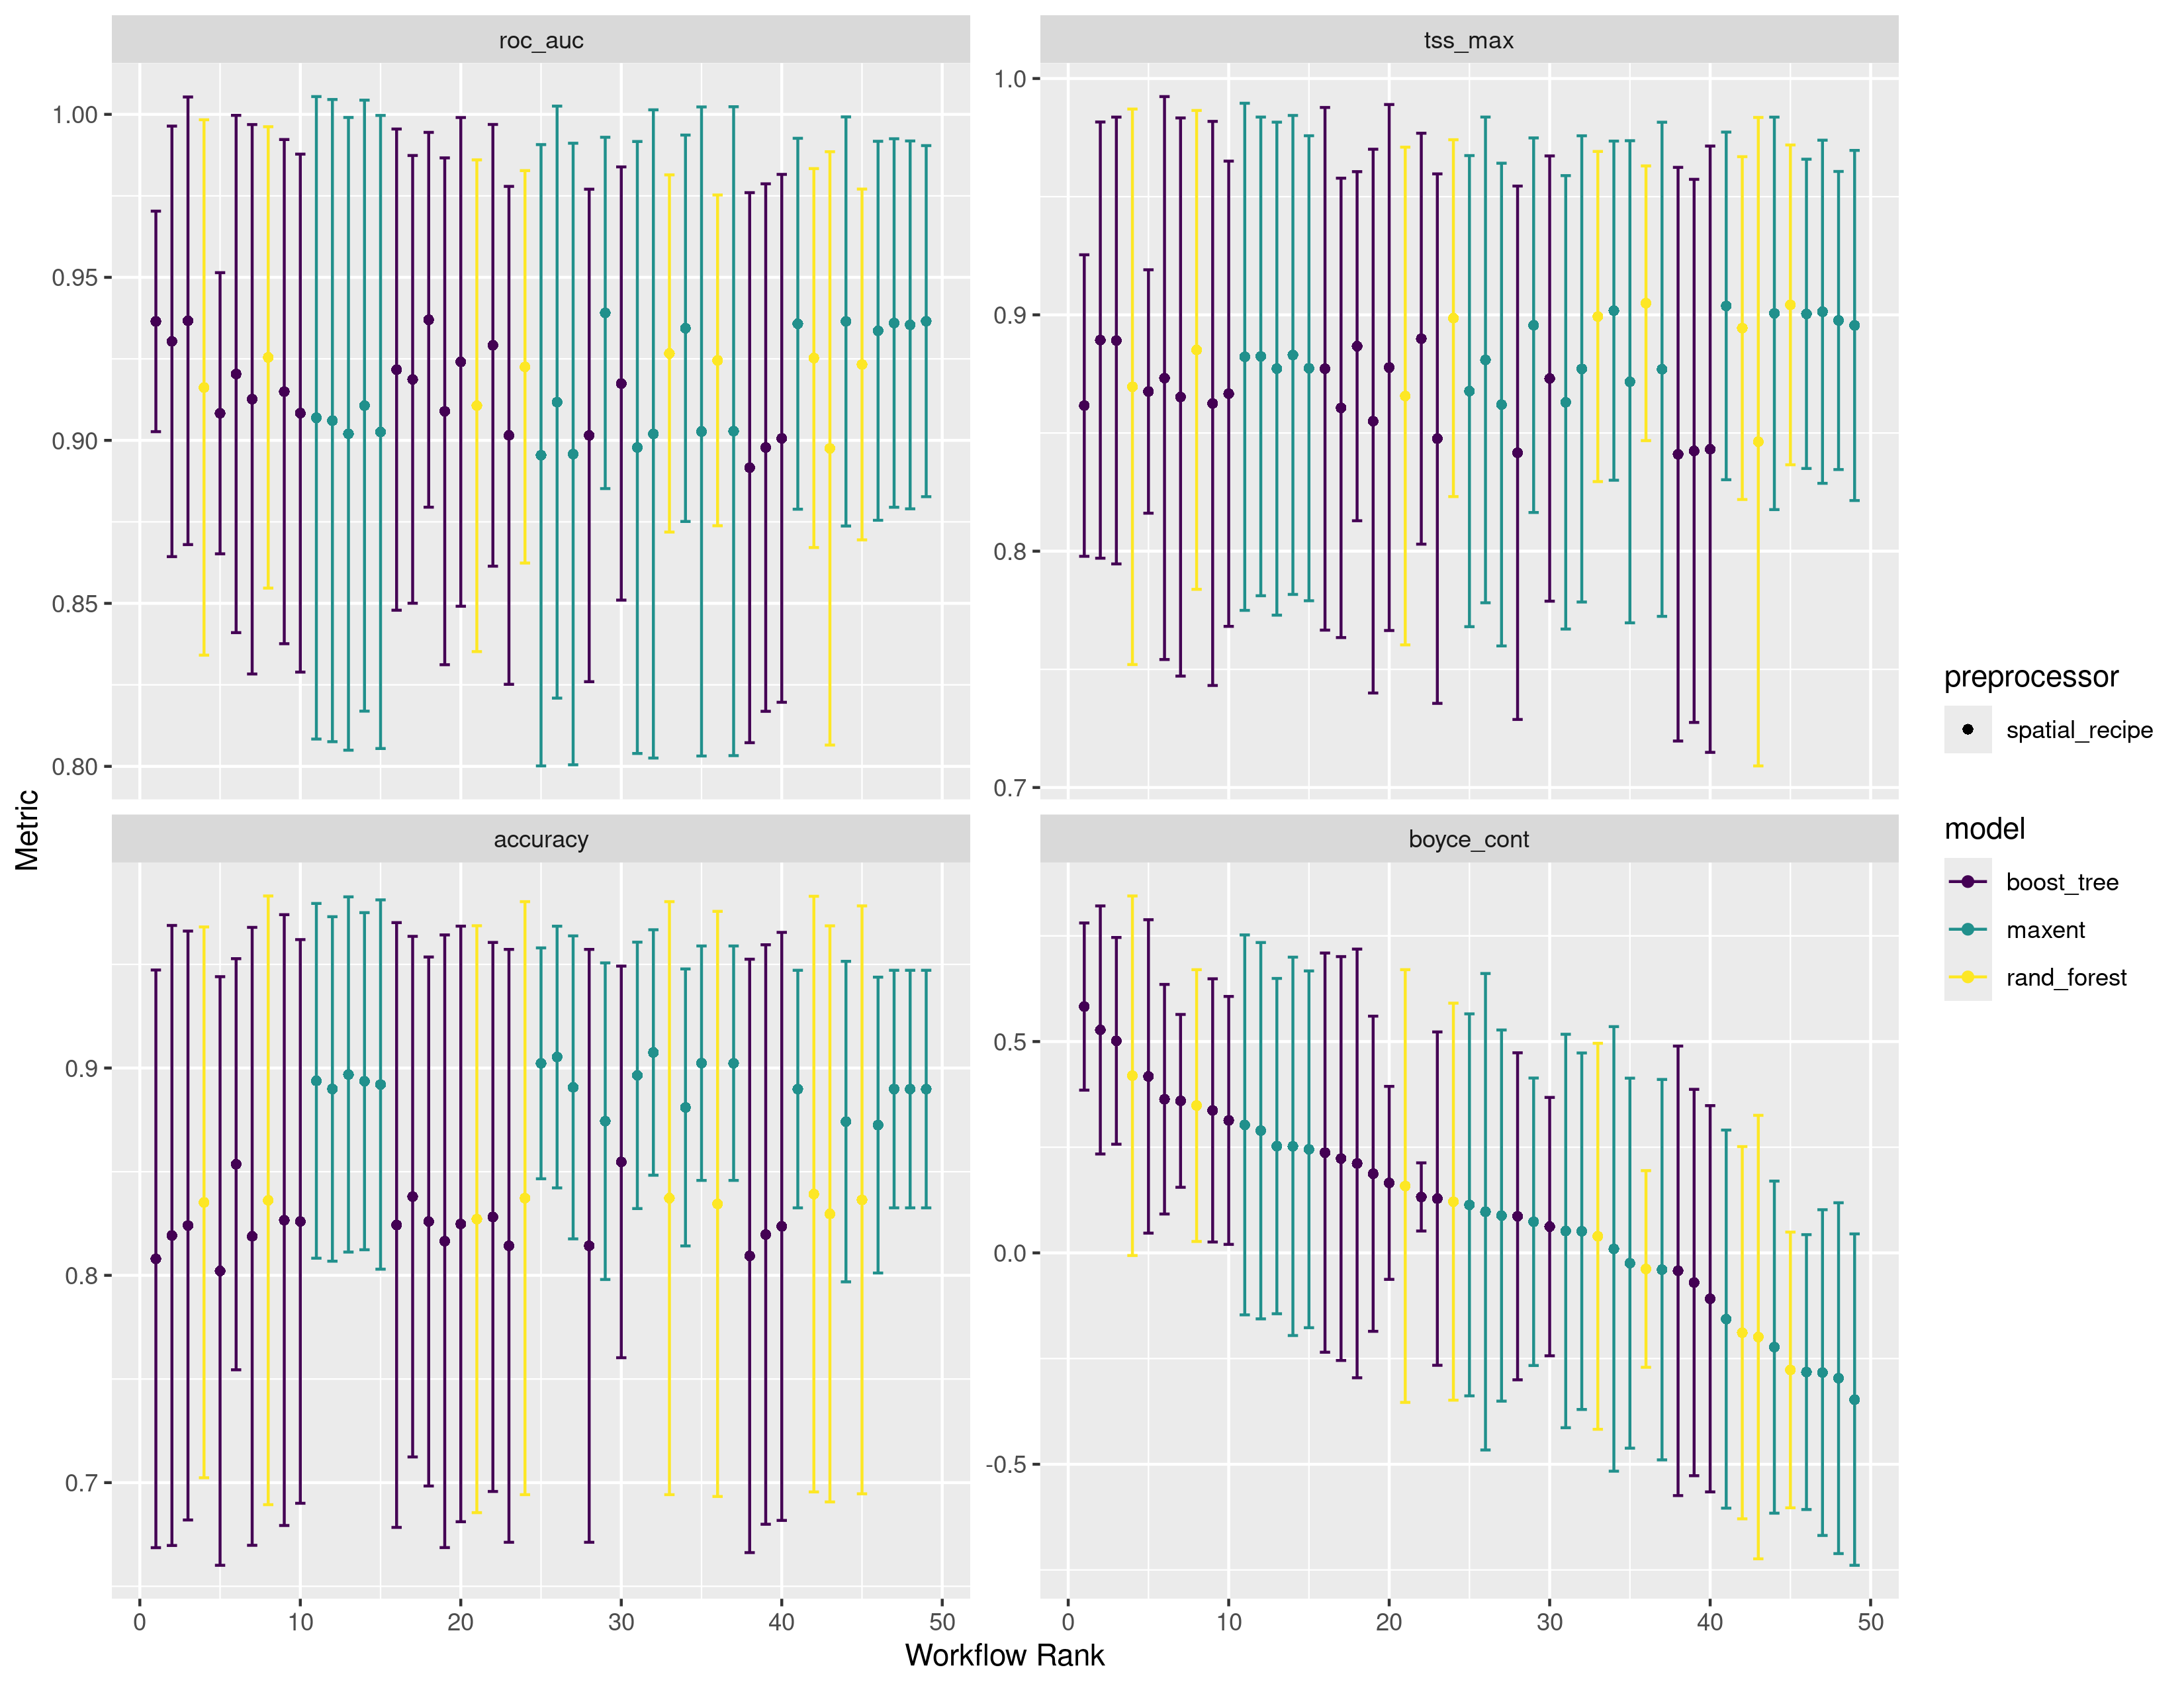 roc_auc
tss_max
1.00
0.95
0.90
0.85
0.80
1.0
0.9
0.8
0.7
accuracy
boyce_cont
0.9
0.8
0.7
0.5
0.0
-0.5
0 10 20 30 40 50
0 10 20 30 40 50
Metric
Workflow Rank
preprocessor
spatial_recipe
model
boost_tree
maxent
rand_forest